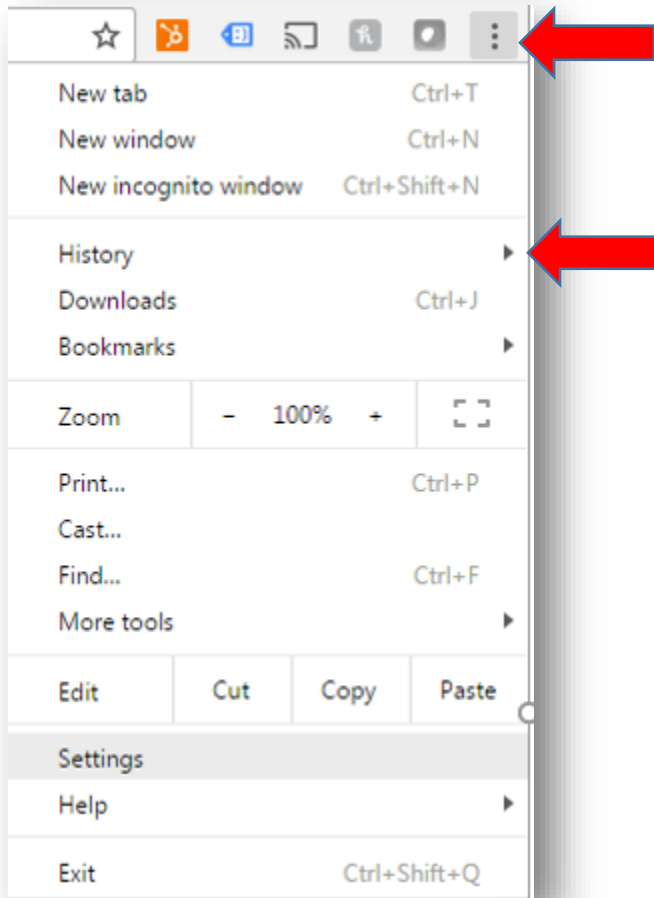 New tab Ctrl+T
New window Ctrl+N
New incognito window Ctrl+Shift+N
History
Downloads Ctrl+J
Bookmarks
Zoom - 100% +
Print... Ctrl+P
Cast...
Find... Ctrl+F
More tools
Edit Cut Copy Paste
Settings
Help
Exit Ctrl+Shift+Q